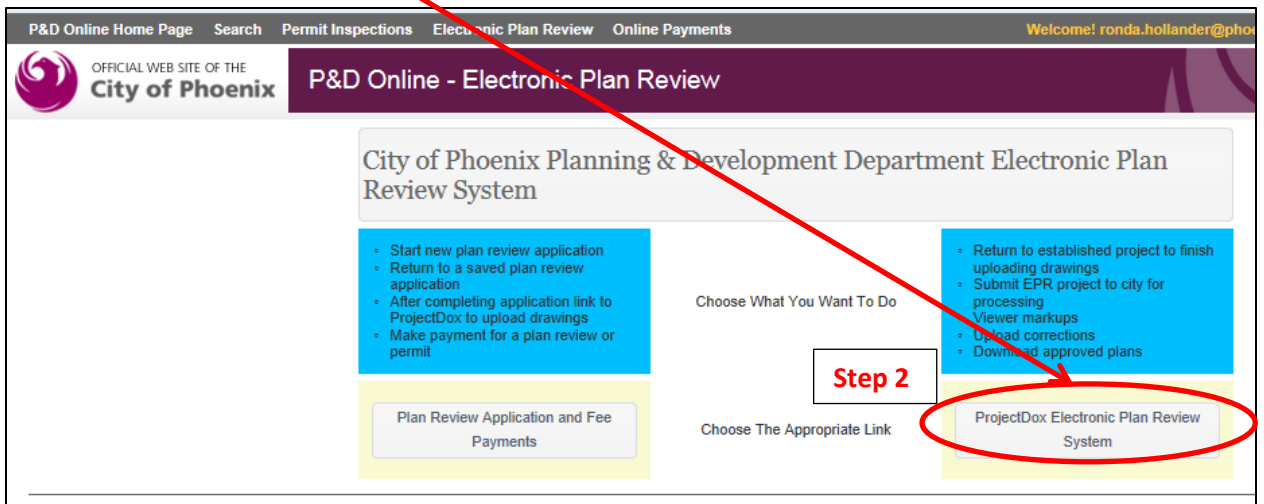 P&D Online Home Page Search Permit Inspections Electronic Plan Review Online Payments Welcome! ronda.hollander@phoe
OFFICIAL WEB SITE OF THE
City of Phoenix
P&D Online - Electronic Plan Review
City of Phoenix Planning & Development Department Electronic Plan
Review System
Start new plan review application
Return to a saved plan review
application
After completing application link to
ProjectDox to upload drawings
Make payment for a plan review or
permit
Choose What You Want To Do
Return to established project to finish
uploading drawings
Submit EPR project to city for
processing
Viewer markups
Upload corrections
Download approved plans
Step 2
Plan Review Application and Fee
Payments
Choose The Appropriate Link
ProjectDox Electronic Plan Review
System